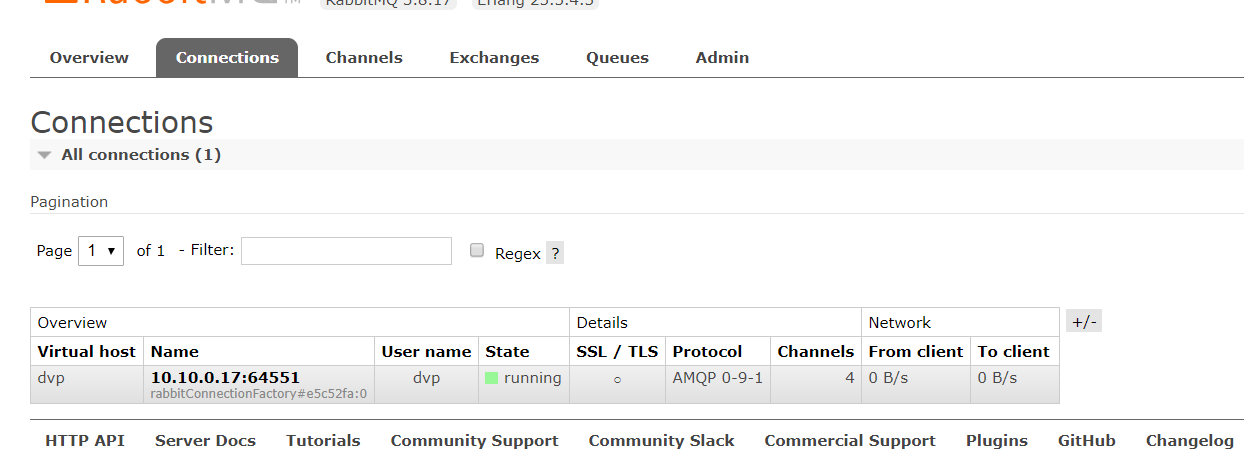 RabbitMQ TM RabbitMQ 3.8.17 Erlang 23.3.4.3
Overview Connections Channels Exchanges Queues Admin
Connections
All connections (1)
Pagination
Page 1 of 1 - Filter: Regex ?
Overview Details Network +/-
Virtual host Name User name State SSL / TLS Protocol Channels From client To client
dvp 10.10.0.17:64551 dvp running ○ AMQP 0-9-1 4 0 B/s 0 B/s
rabbitConnectionFactory#e5c52fa:0
HTTP API Server Docs Tutorials Community Support Community Slack Commercial Support Plugins GitHub Changelog